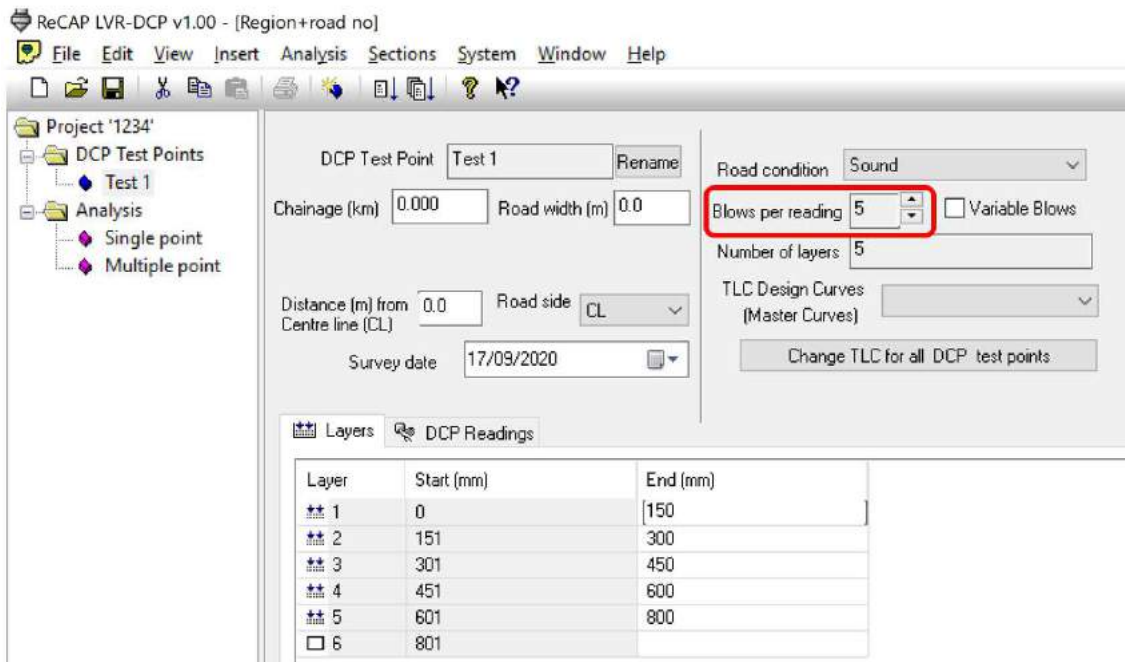 ReCAP LVR-DCP v1.00 - [Region+road no]
File Edit View Insert Analysis Sections System Window Help
Project '1234'
DCP Test Points
Test 1
Analysis
Single point
Multiple point
DCP Test Point Test 1 Rename
Chainage (km) 0.000 Road width (m) 0.0
Distance (m) from Centre line (CL) 0.0 Road side CL
Survey date 17/09/2020
Road condition Sound
Blows per reading 5 Variable Blows
Number of layers 5
TLC Design Curves
(Master Curves)
Change TLC for all DCP test points
Layers DCP Readings
Layer Start (mm) End (mm)
1 0 150
2 151 300
3 301 450
4 451 600
5 601 800
6 801